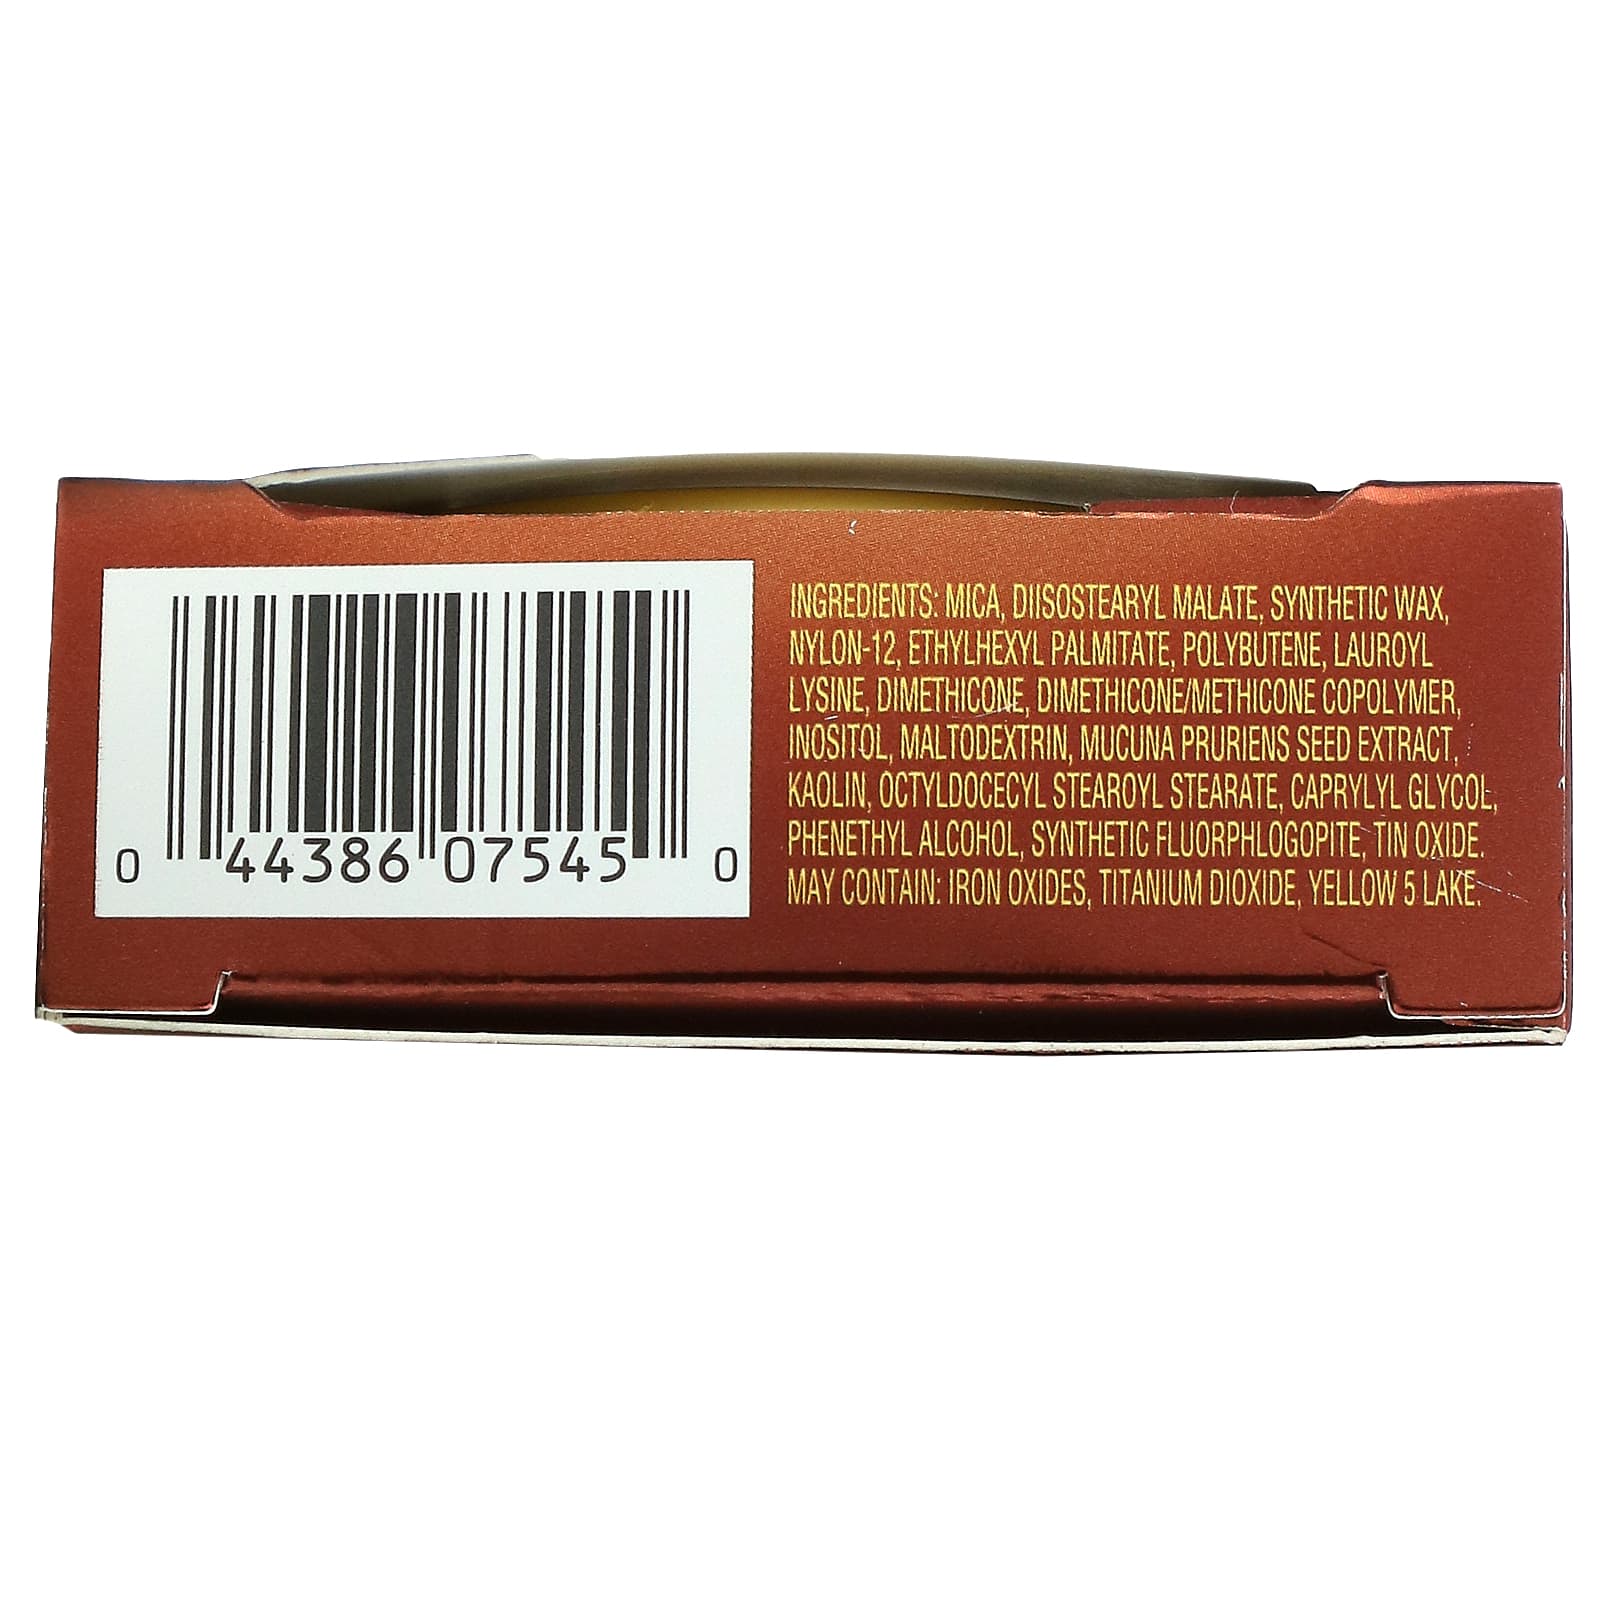 INGREDIENTS: MICA, DIISOSTEARYL MALATE, SYNTHETIC WAX,
NYLON-12, ETHYLHEXYL PALMITATE, POLYBUTENE, LAUROYL
LYSINE, DIMETHICONE, DIMETHICONE/METHICONE COPOLYMER,
INOSITOL, MALTODEXTRIN, MUCUNA PRURIENS SEED EXTRACT,
KAOLIN, OCTYLDOCECYL STEAROYL STEARATE, CAPRYLYL GLYCOL,
PHENETHYL ALCOHOL, SYNTHETIC FLUORPHLOGOPITE, TIN OXIDE.
MAY CONTAIN: IRON OXIDES, TITANIUM DIOXIDE, YELLOW 5 LAKE.
0 44386 07545 0